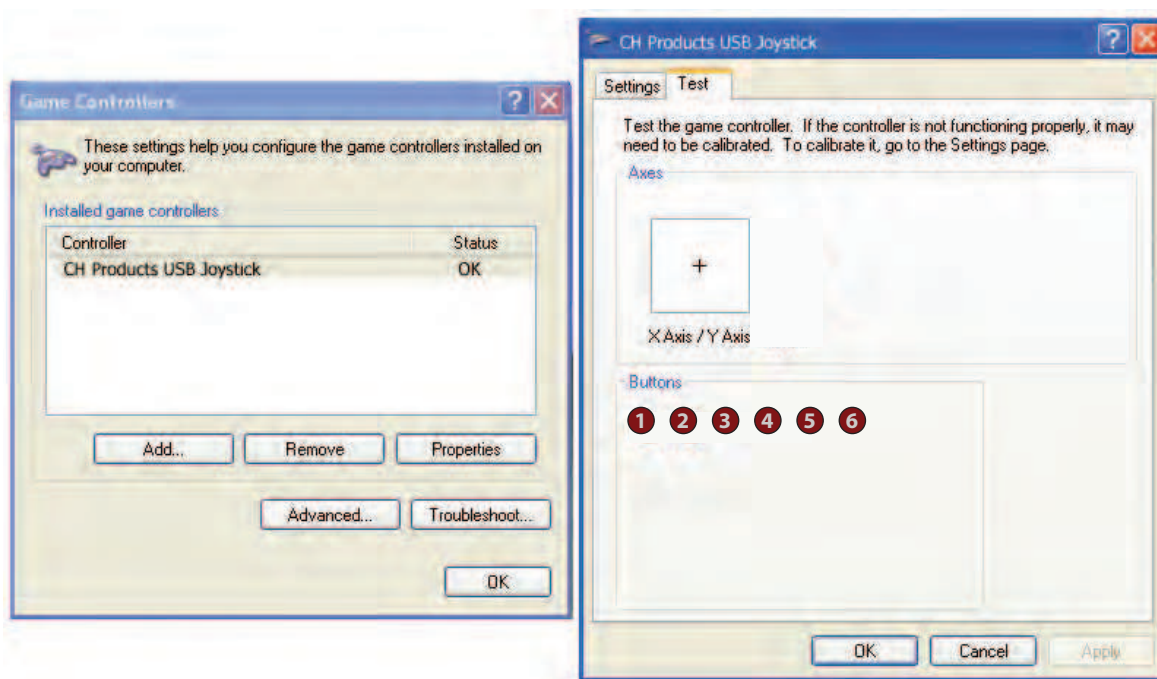 Game Controllers
These settings help you configure the game controllers installed on
your computer.
Installed game controllers
Controller Status
CH Products USB Joystick OK
Add... Remove Properties
Advanced... Troubleshoot...
OK
CH Products USB Joystick
Settings Test
Test the game controller. If the controller is not functioning properly, it may
need to be calibrated. To calibrate it, go to the Settings page.
Axes
X Axis / Y Axis
Buttons
1 2 3 4 5 6
OK Cancel Apply